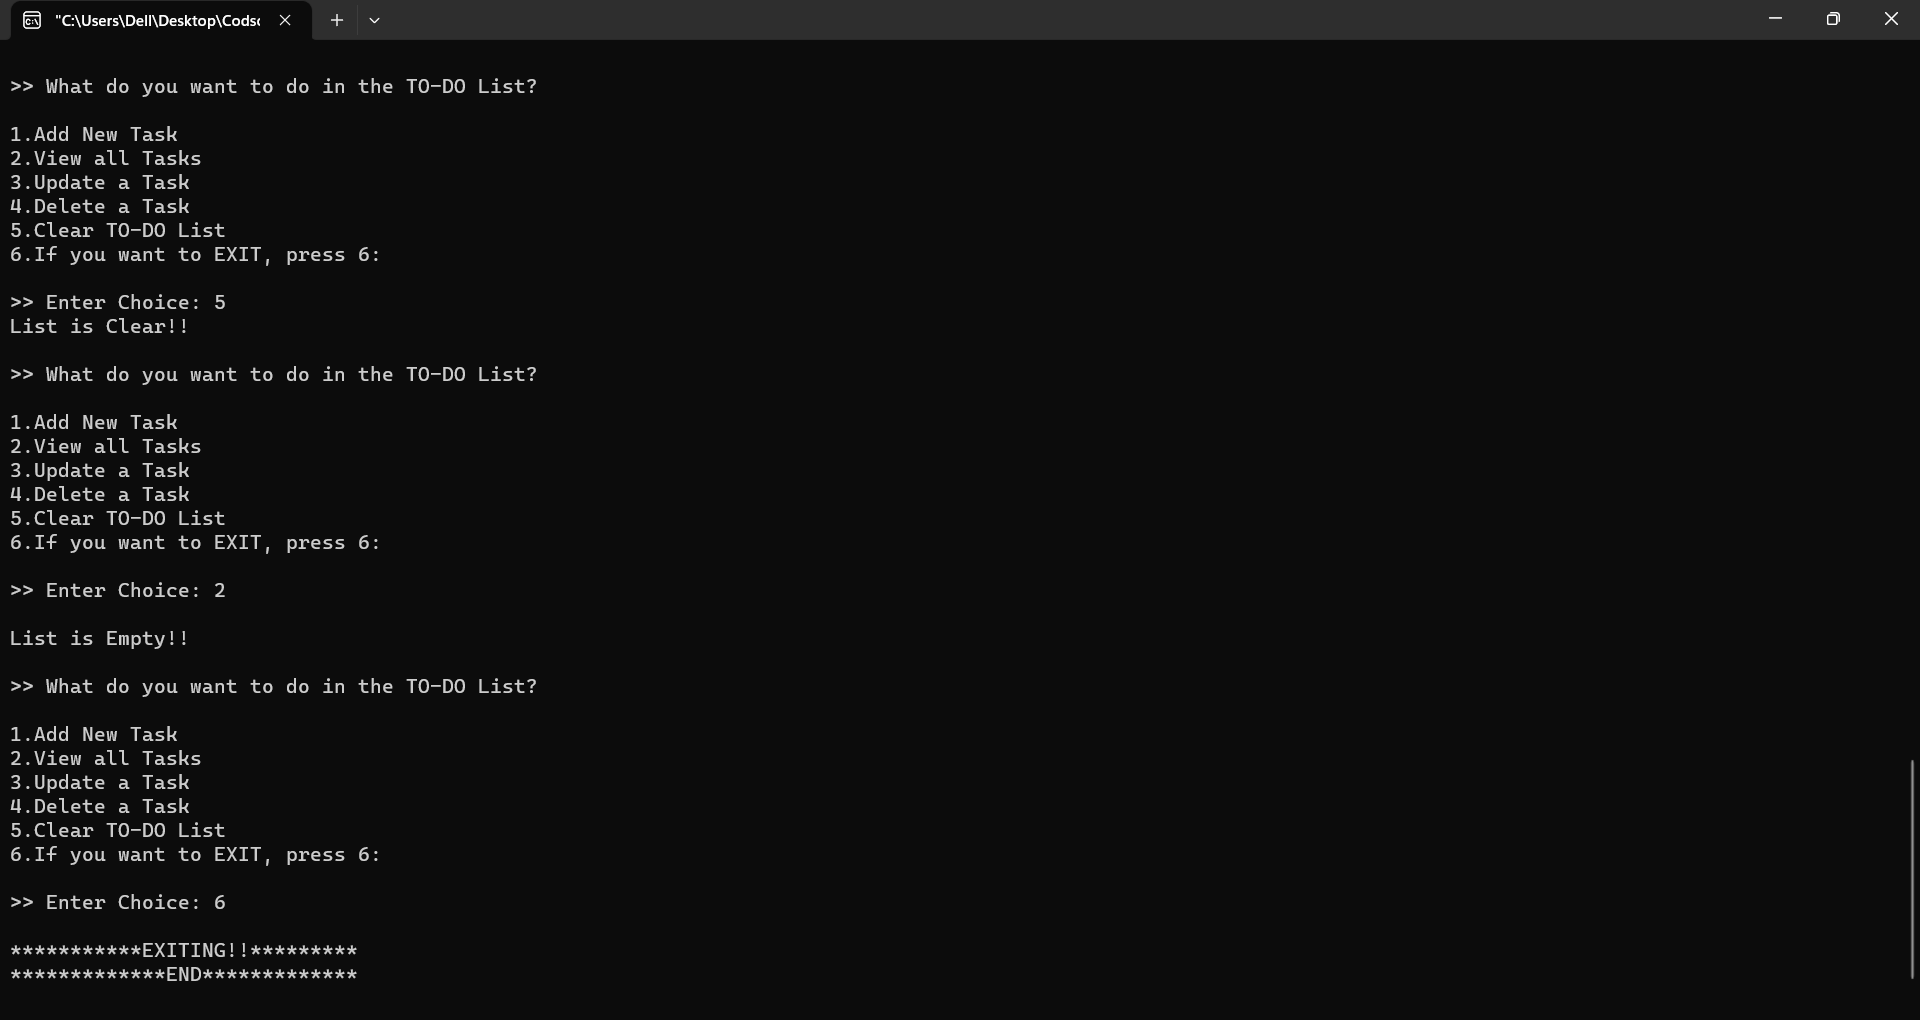 "C:\Users\Dell\Desktop\Cods
>> What do you want to do in the TO-DO List?
1.Add New Task
2.View all Tasks
3.Update a Task
4.Delete a Task
5.Clear TO-DO List
6.If you want to EXIT, press 6:
>> Enter Choice: 5
List is Clear!!
>> What do you want to do in the TO-DO List?
1.Add New Task
2.View all Tasks
3.Update a Task
4.Delete a Task
5.Clear TO-DO List
6.If you want to EXIT, press 6:
>> Enter Choice: 2
List is Empty!!
>> What do you want to do in the TO-DO List?
1.Add New Task
2.View all Tasks
3.Update a Task
4.Delete a Task
5.Clear TO-DO List
6.If you want to EXIT, press 6:
>> Enter Choice: 6
***********EXITING!!*********
*************END*************